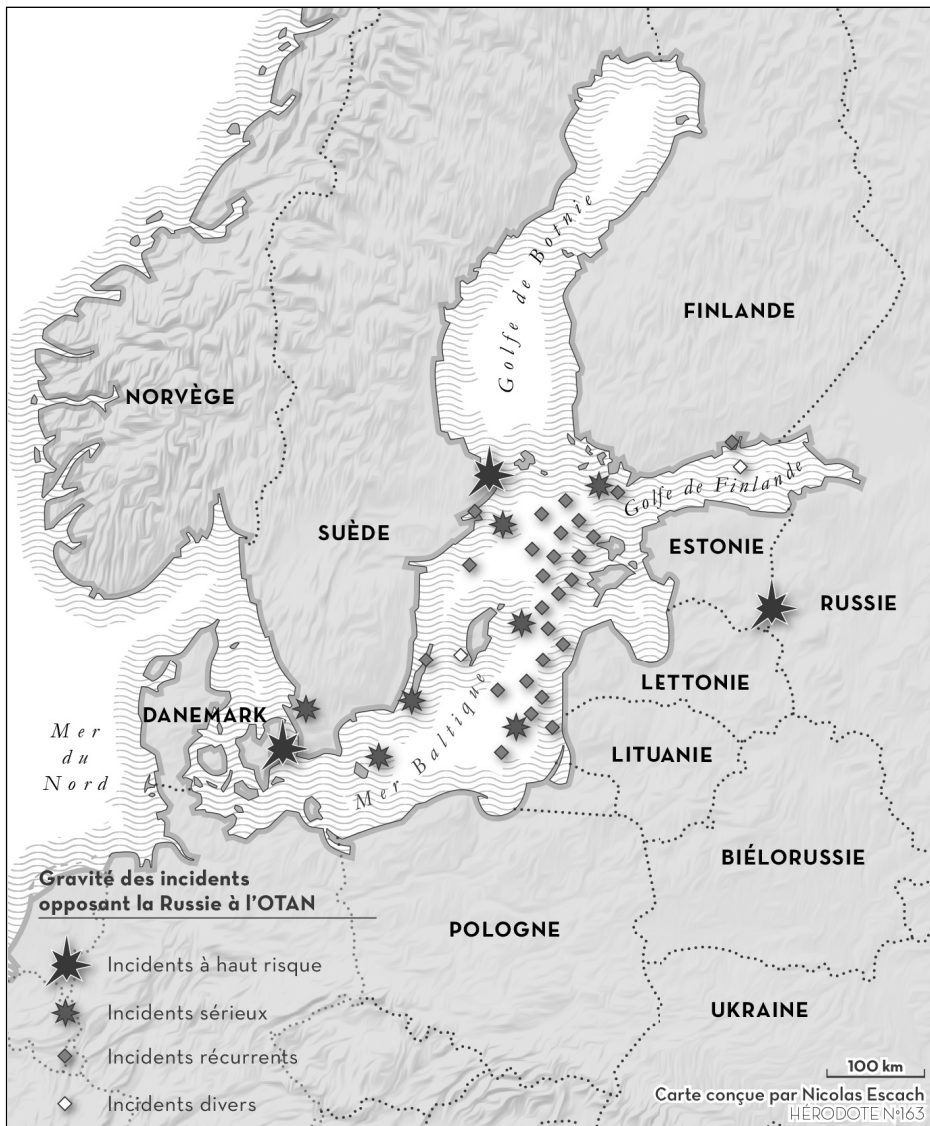 Golfe de Botnie
FINLANDE
NORVÈGE
Golfe de Finlande
SUÈDE
ESTONIE
RUSSIE
LETTONIE
DANEMARK
Mer
du
Nord
Mer Baltique
LITUANIE
BIÉLORUSSIE
POLOGNE
UKRAINE
Gravité des incidents
opposant la Russie à l'OTAN
Incidents à haut risque
Incidents sérieux
Incidents récurrents
Incidents divers
100 km
Carte conçue par Nicolas Escach
HÉRODOTE N°163